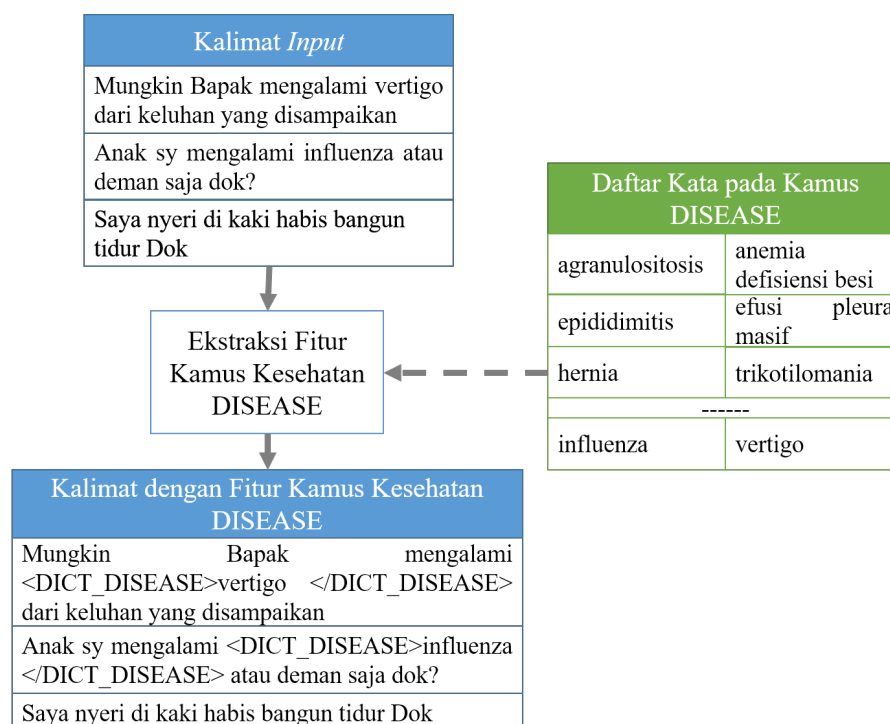 Kalimat Input
Mungkin Bapak mengalami vertigo
dari keluhan yang disampaikan
Anak sy mengalami influenza atau
deman saja dok?
Saya nyeri di kaki habis bangun
tidur Dok
Daftar Kata pada Kamus
DISEASE
agranulositosis
anemia
defisiensi besi
epididimitis
efusi pleura
masif
hernia
trikotilomania
------
influenza
vertigo
Ekstraksi Fitur
Kamus Kesehatan
DISEASE
Kalimat dengan Fitur Kamus Kesehatan
DISEASE
Mungkin Bapak mengalami
<DICT_DISEASE>vertigo </DICT_DISEASE>
dari keluhan yang disampaikan
Anak sy mengalami <DICT_DISEASE>influenza
</DICT_DISEASE> atau deman saja dok?
Saya nyeri di kaki habis bangun tidur Dok